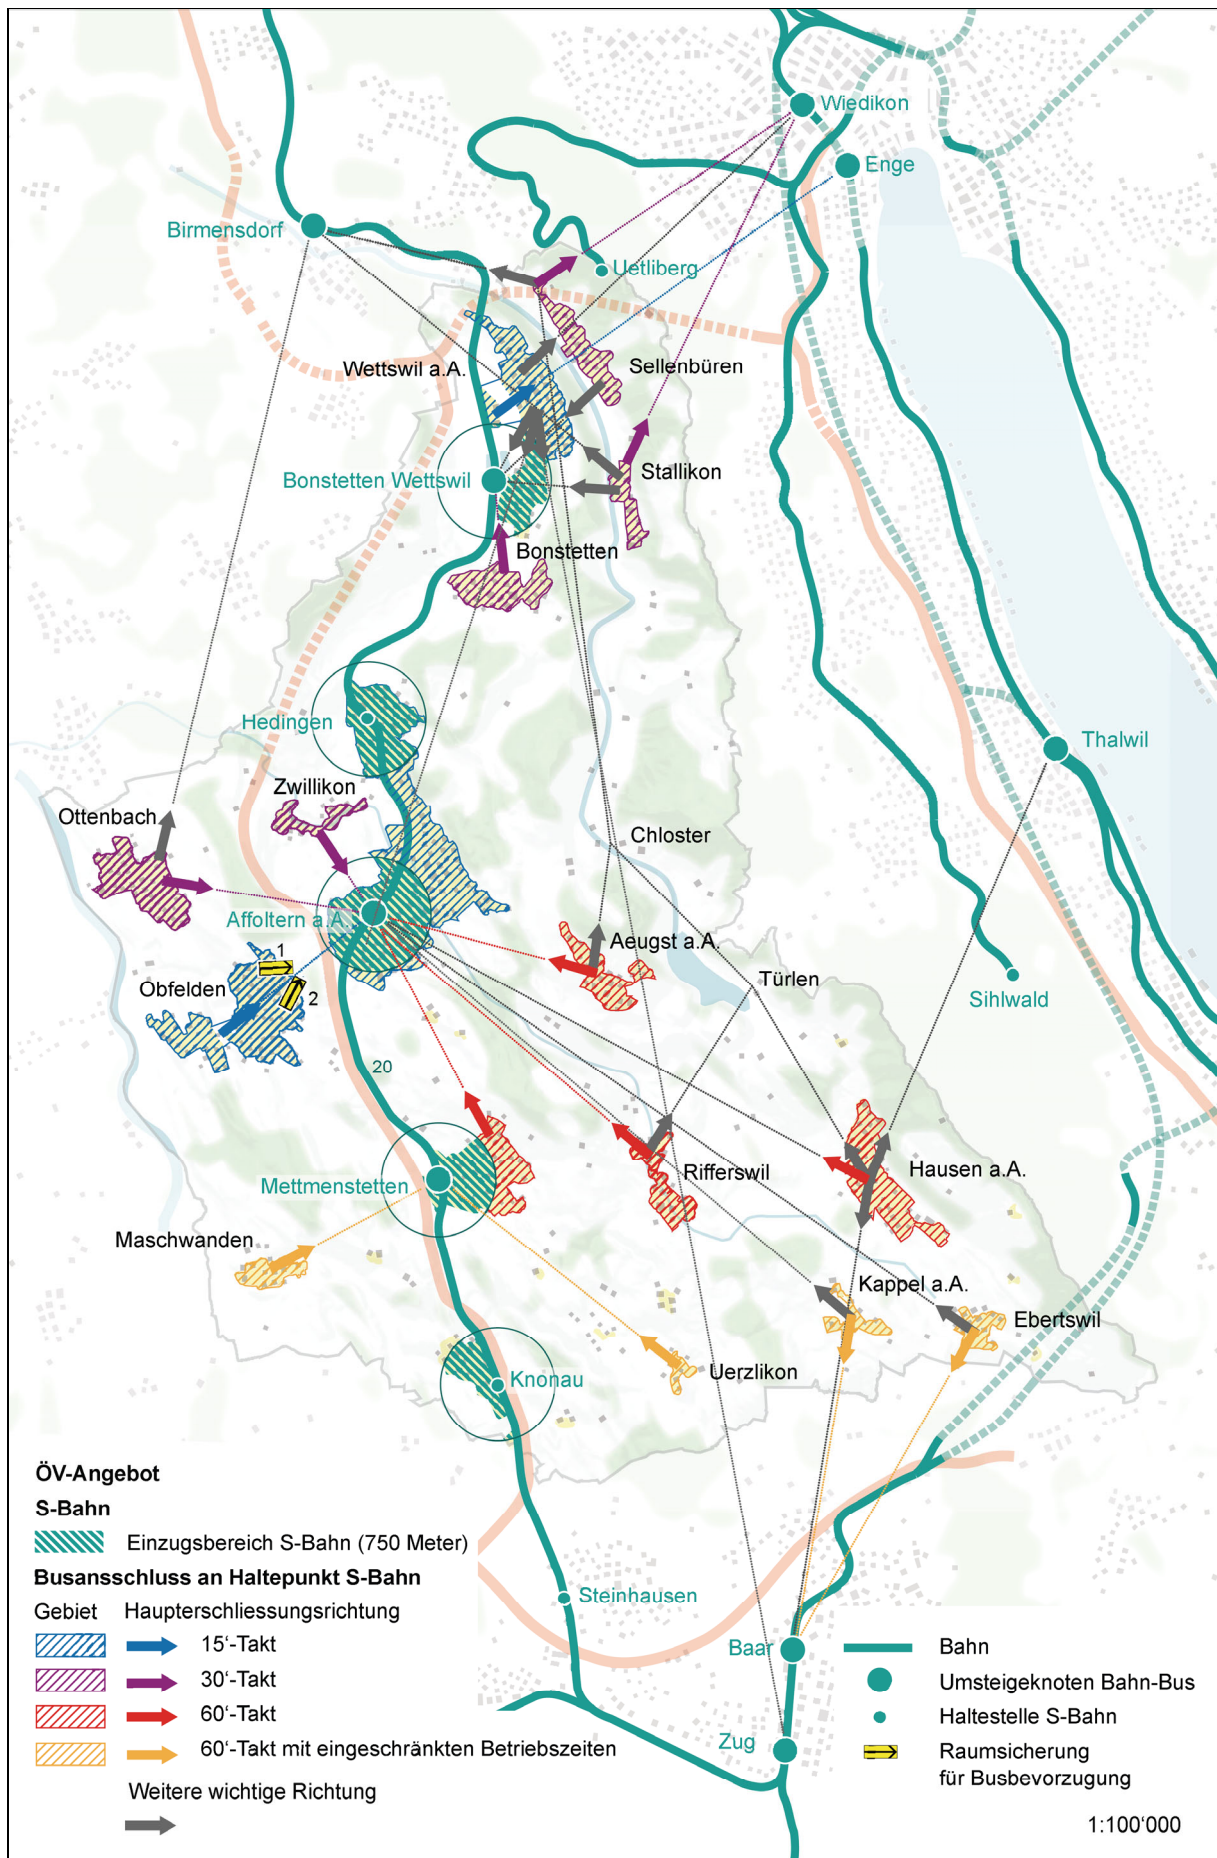 Wiedikon
Enge
Birmensdorf
Uetliberg
Wettswil a.A.
Sellenbüren
Bonstetten Wettswil
Stallikon
Bonstetten
Hedingen
Thalwil
Zwillikon
Ottenbach
Chloster
Affoltern a.A.
Aeugst a.A.
1
Türlen
Obfelden
2
Sihlwald
20
Mettmenstetten
Rifferswil
Hausen a.A.
Maschwanden
Kappel a.A.
Ebertswil
Uerzlikon
Knonau
ÖV-Angebot
S-Bahn
Einzugsbereich S-Bahn (750 Meter)
Busansschluss an Haltepunkt S-Bahn
Gebiet Haupterschliessungsrichtung
15‘-Takt
30‘-Takt
60‘-Takt
60‘-Takt mit eingeschränkten Betriebszeiten
Weitere wichtige Richtung
Steinhausen
Baar
Zug
Bahn
Umsteigeknoten Bahn-Bus
Haltestelle S-Bahn
Raumsicherung
für Busbevorzugung
1:100‘000